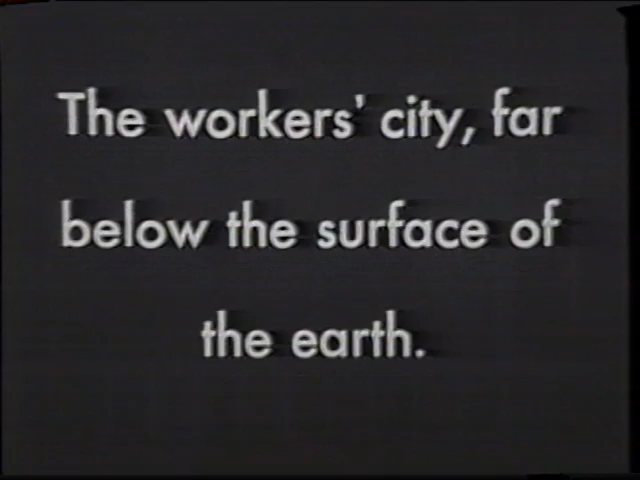 The workers' city, far
below the surface of
the earth.